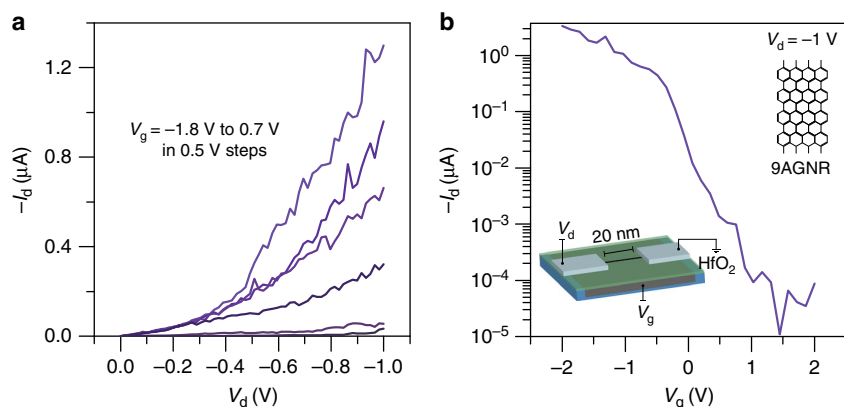 a
1.2
0.8
0.4
0.0
−I_d (μA)
V_g = −1.8 V to 0.7 V
in 0.5 V steps
0.0 −0.2 −0.4 −0.6 −0.8 −1.0
V_d (V)
b
10^0
10^−1
10^−2
10^−3
10^−4
10^−5
−I_d (μA)
V_d = −1 V
9AGNR
V_d
20 nm
HfO_2
V_g
−2 −1 0 1 2
V_g (V)